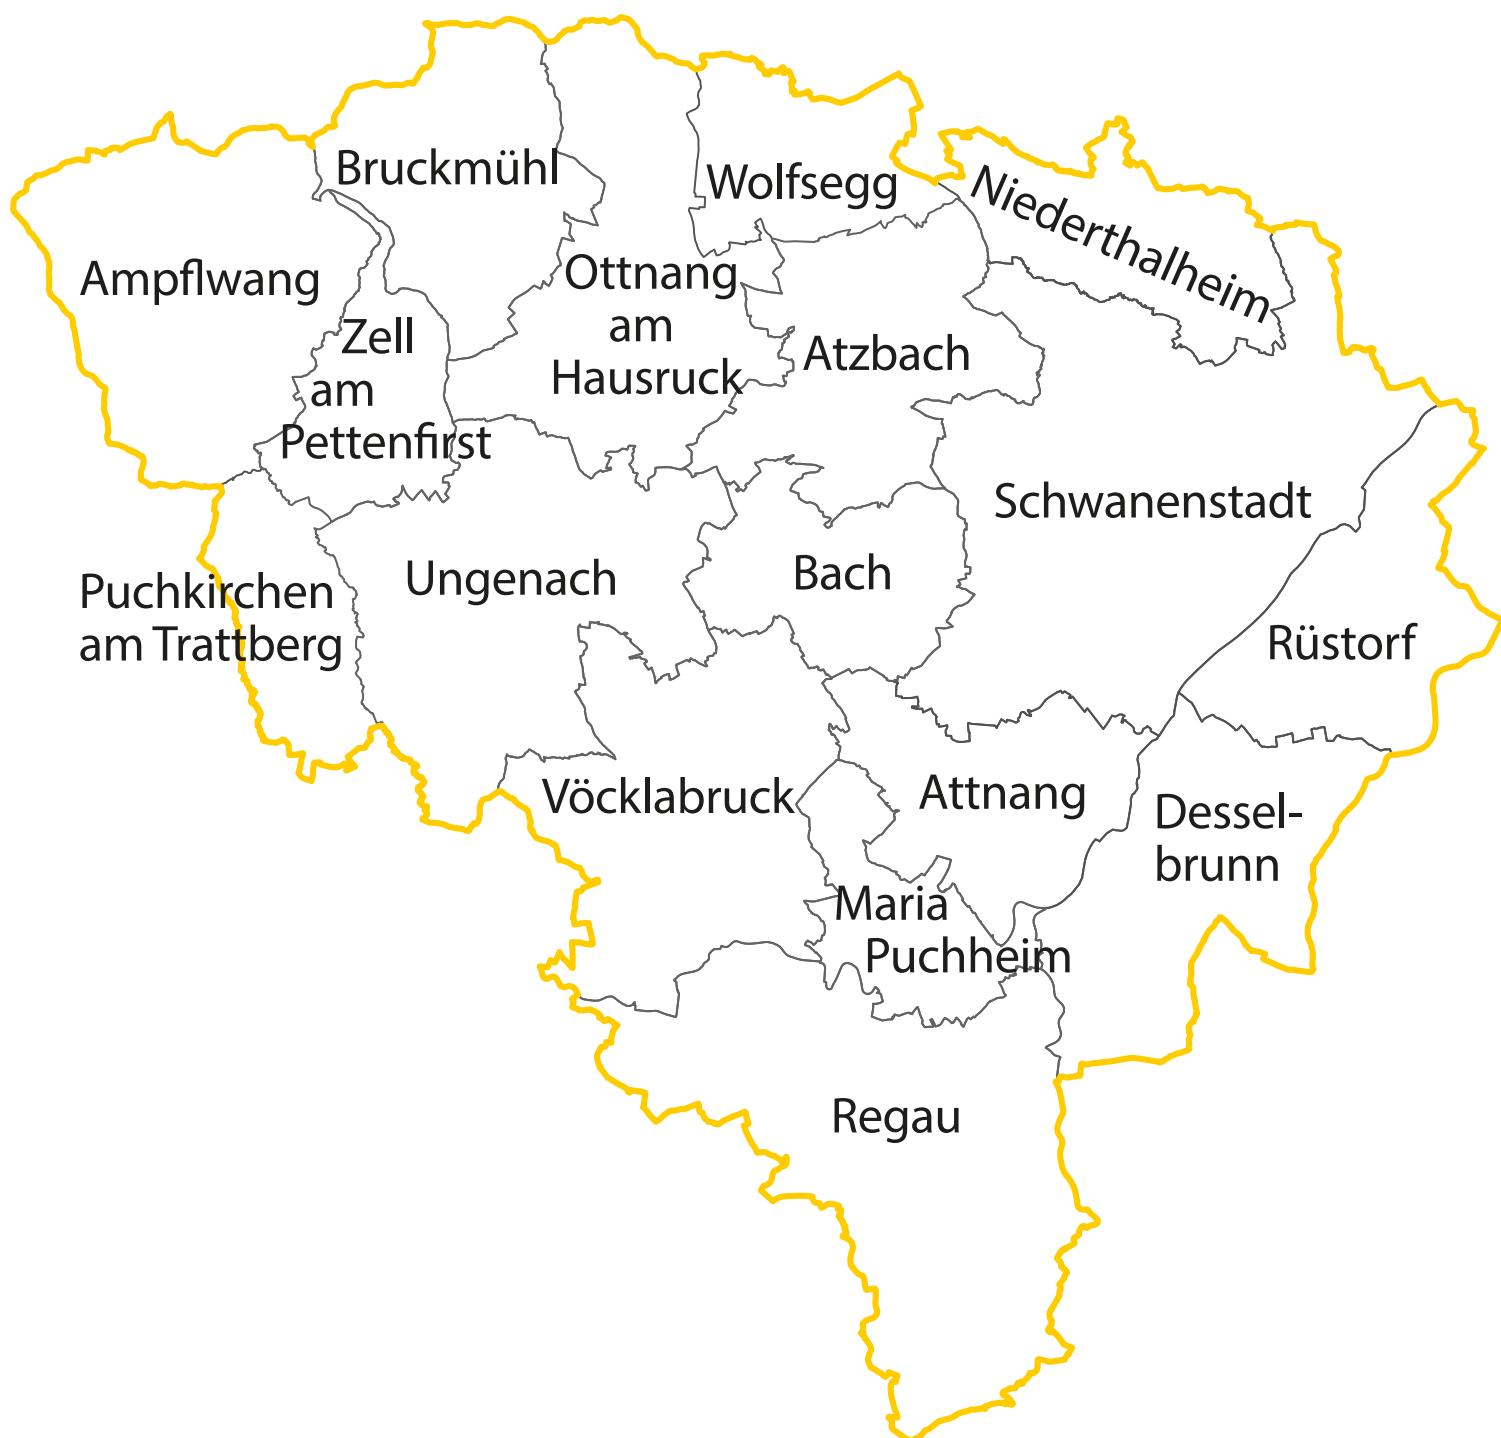 Bruckmühl
Wolfsegg
Niederthalheim
Ampflwang
Ottnang
am
Hausruck
Zell
am
Pettenfirst
Atzbach
Schwanenstadt
Ungenach
Bach
Puchkirchen
am Trattberg
Rüstorf
Vöcklabruck
Attnang
Dessel-
brunn
Maria
Puchheim
Regau